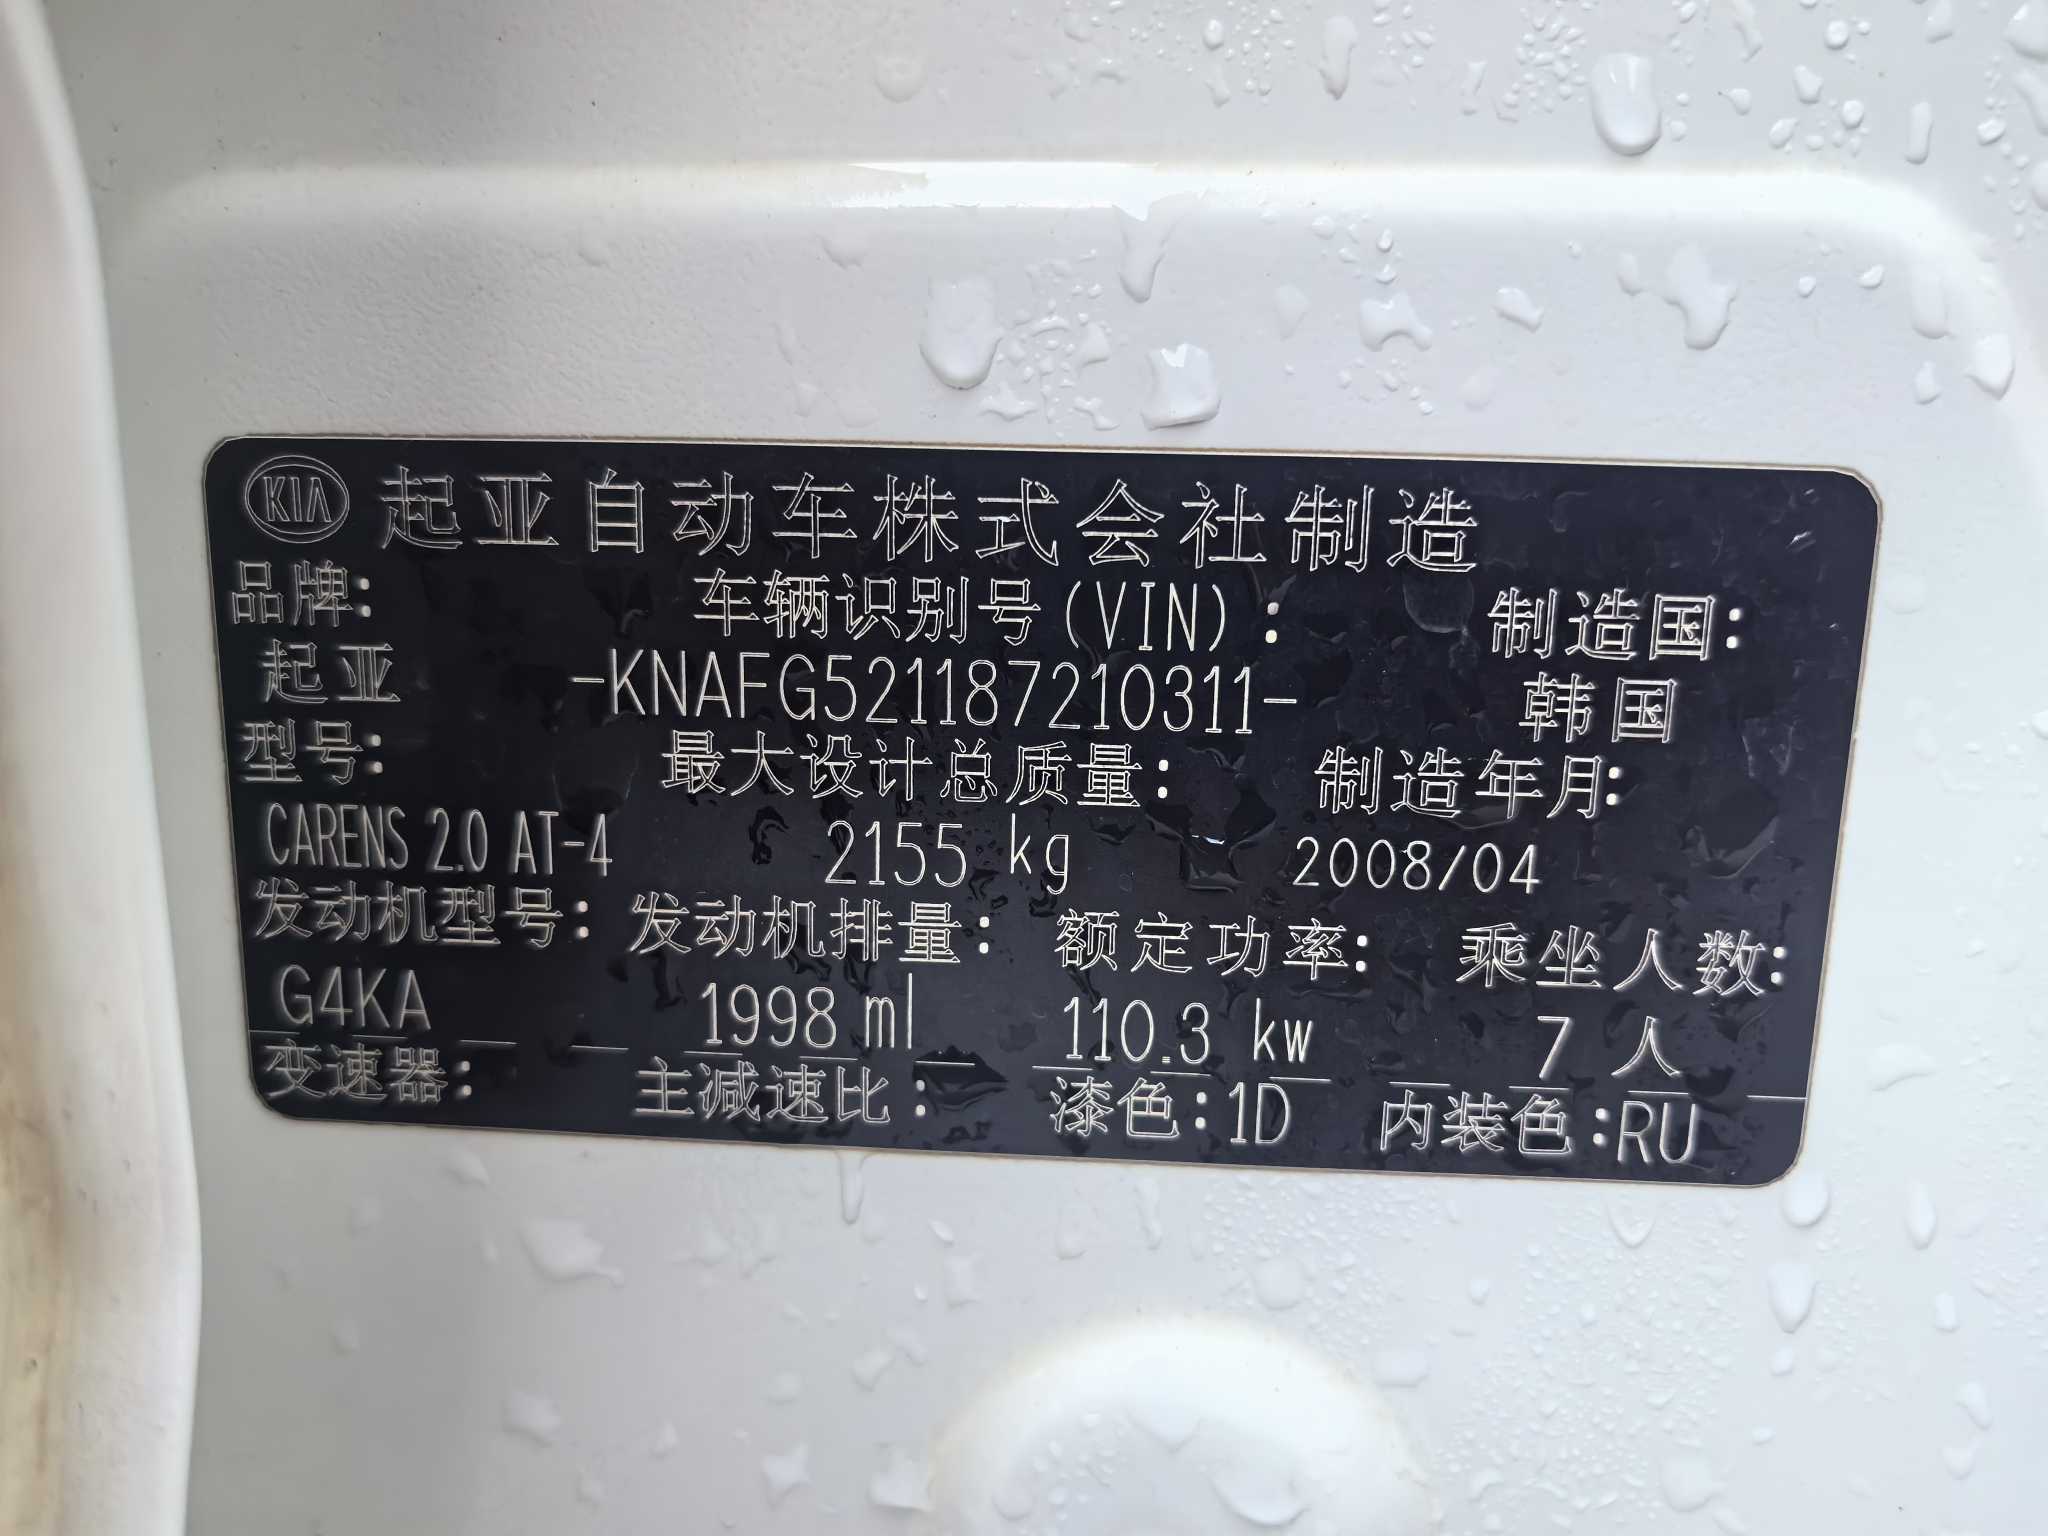 KIA 起亚自动车株式会社制造
品牌: 车辆识别号(VIN): 制造国:
起亚 -KNAFG521187210311- 韩国
型号: 最大设计总质量: 制造年月:
CARENS 2.0 AT-4 2155 kg 2008/04
发动机型号: 发动机排量: 额定功率: 乘坐人数:
G4KA 1998 ml 110.3 kw 7 人
变速器: 主减速比: 漆色:1D 内装色:RU